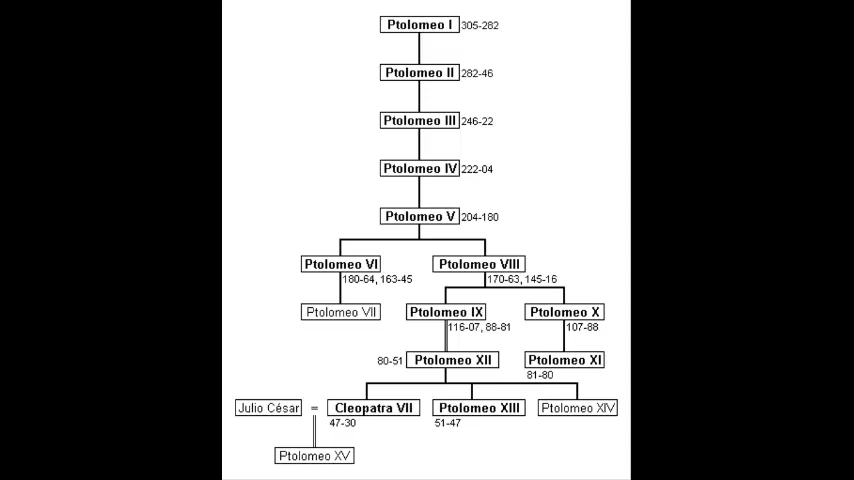 Ptolomeo I 305-282
Ptolomeo II 282-46
Ptolomeo III 246-22
Ptolomeo IV 222-04
Ptolomeo V 204-180
Ptolomeo VI Ptolomeo VIII
180-64, 163-45 170-63, 145-16
Ptolomeo VII Ptolomeo IX Ptolomeo X
116-07, 88-81 107-88
80-51 Ptolomeo XII Ptolomeo XI
81-80
Julio César = Cleopatra VII Ptolomeo XIII Ptolomeo XIV
47-30 51-47
Ptolomeo XV